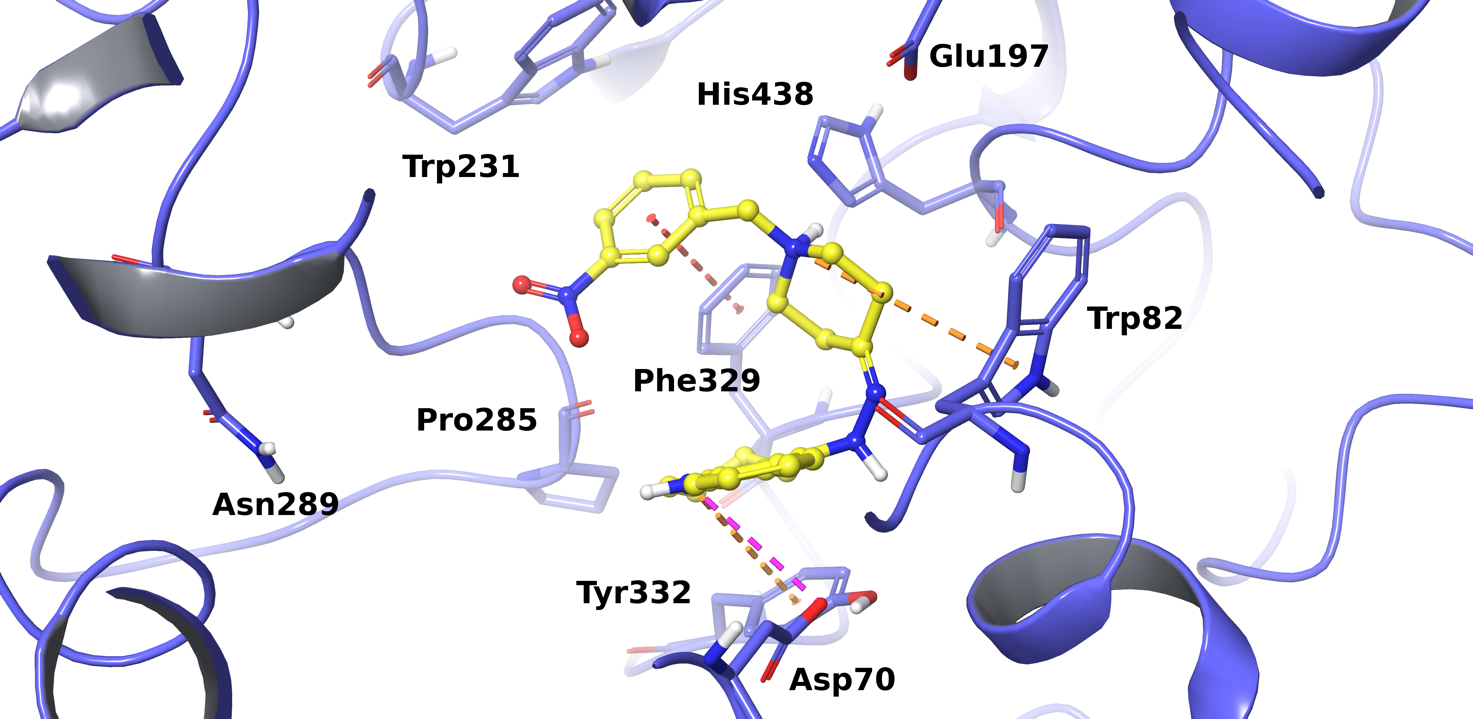 Glu197
His438
Trp231
Trp82
Phe329
Pro285
Asn289
Tyr332
Asp70